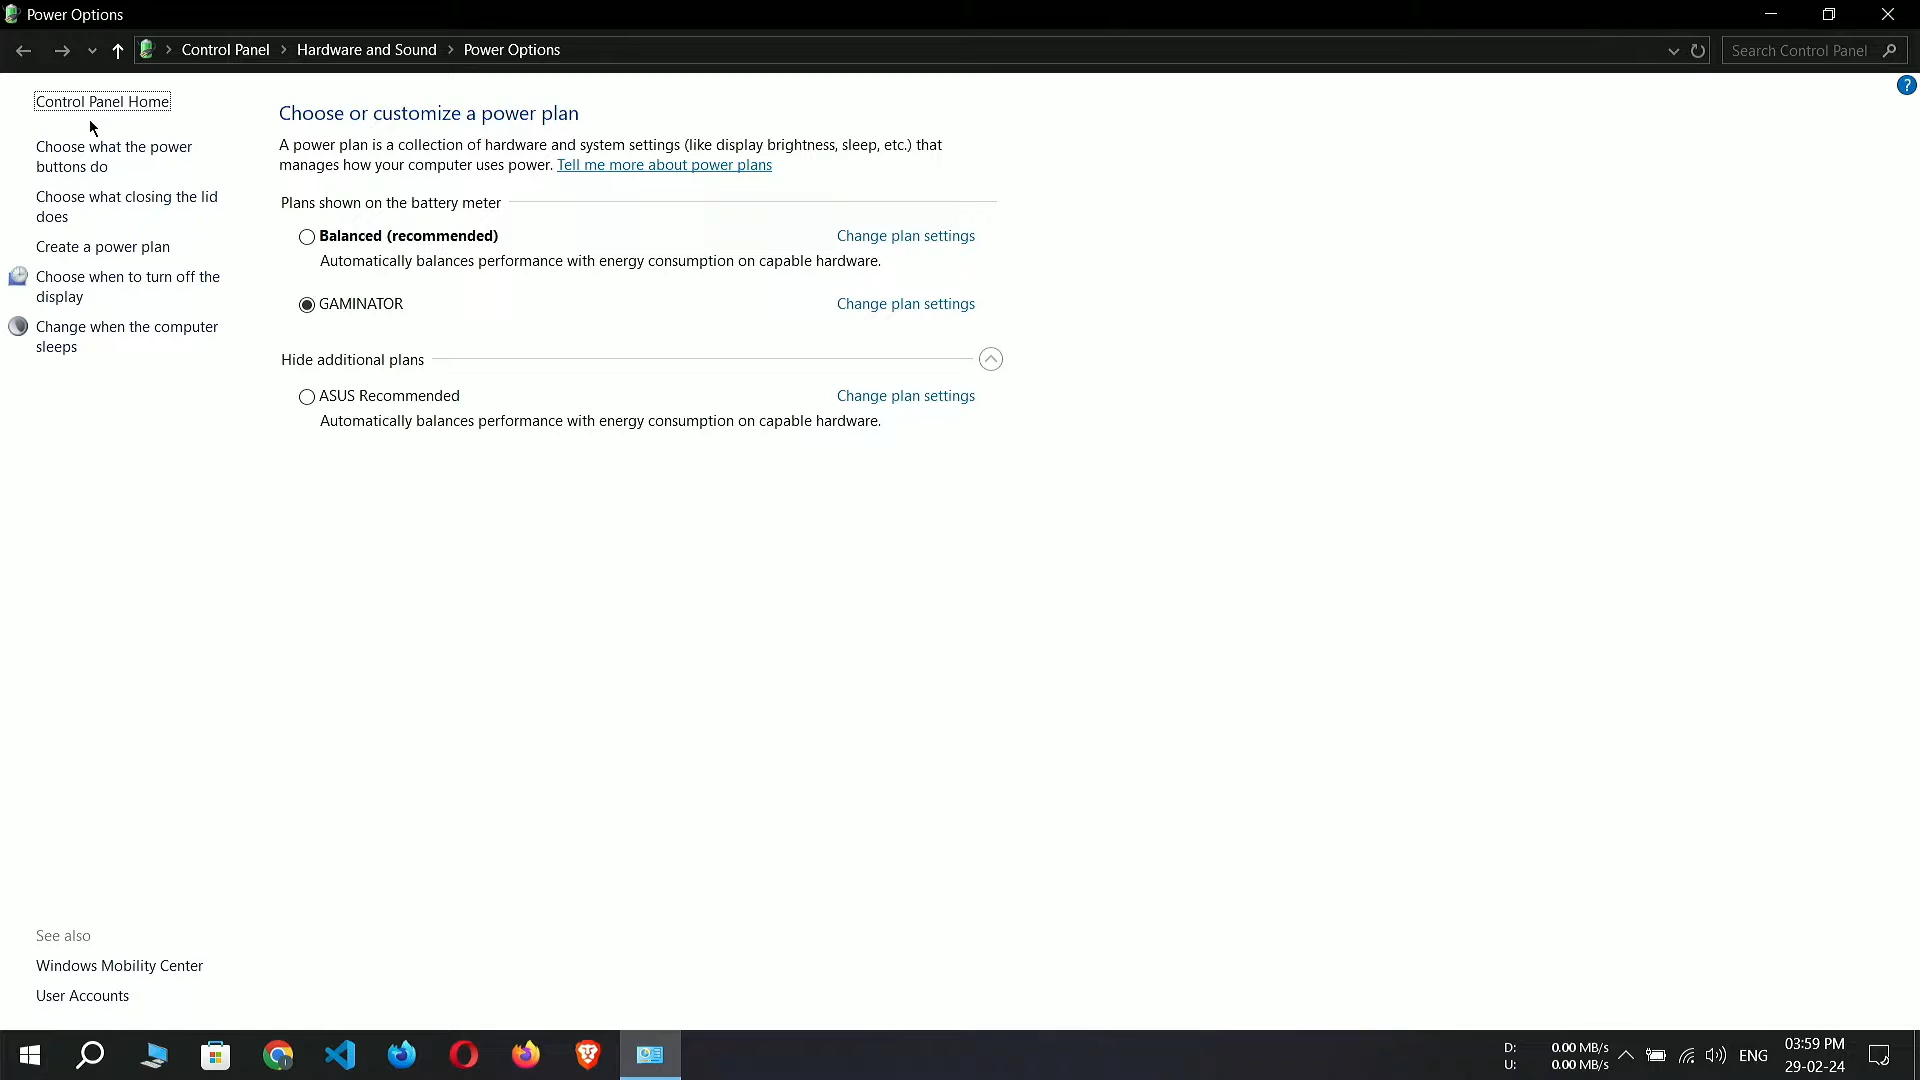 Power Options
Control Panel > Hardware and Sound > Power Options
Search Control Panel
Control Panel Home
Choose what the power
buttons do
Choose what closing the lid
does
Create a power plan
Choose when to turn off the
display
Change when the computer
sleeps
Choose or customize a power plan
A power plan is a collection of hardware and system settings (like display brightness, sleep, etc.) that
manages how your computer uses power. Tell me more about power plans
Plans shown on the battery meter
Balanced (recommended) Change plan settings
Automatically balances performance with energy consumption on capable hardware.
GAMINATOR Change plan settings
Hide additional plans
ASUS Recommended Change plan settings
Automatically balances performance with energy consumption on capable hardware.
See also
Windows Mobility Center
User Accounts
D: 0.00 MB/s
U: 0.00 MB/s
ENG
03:59 PM
29-02-24